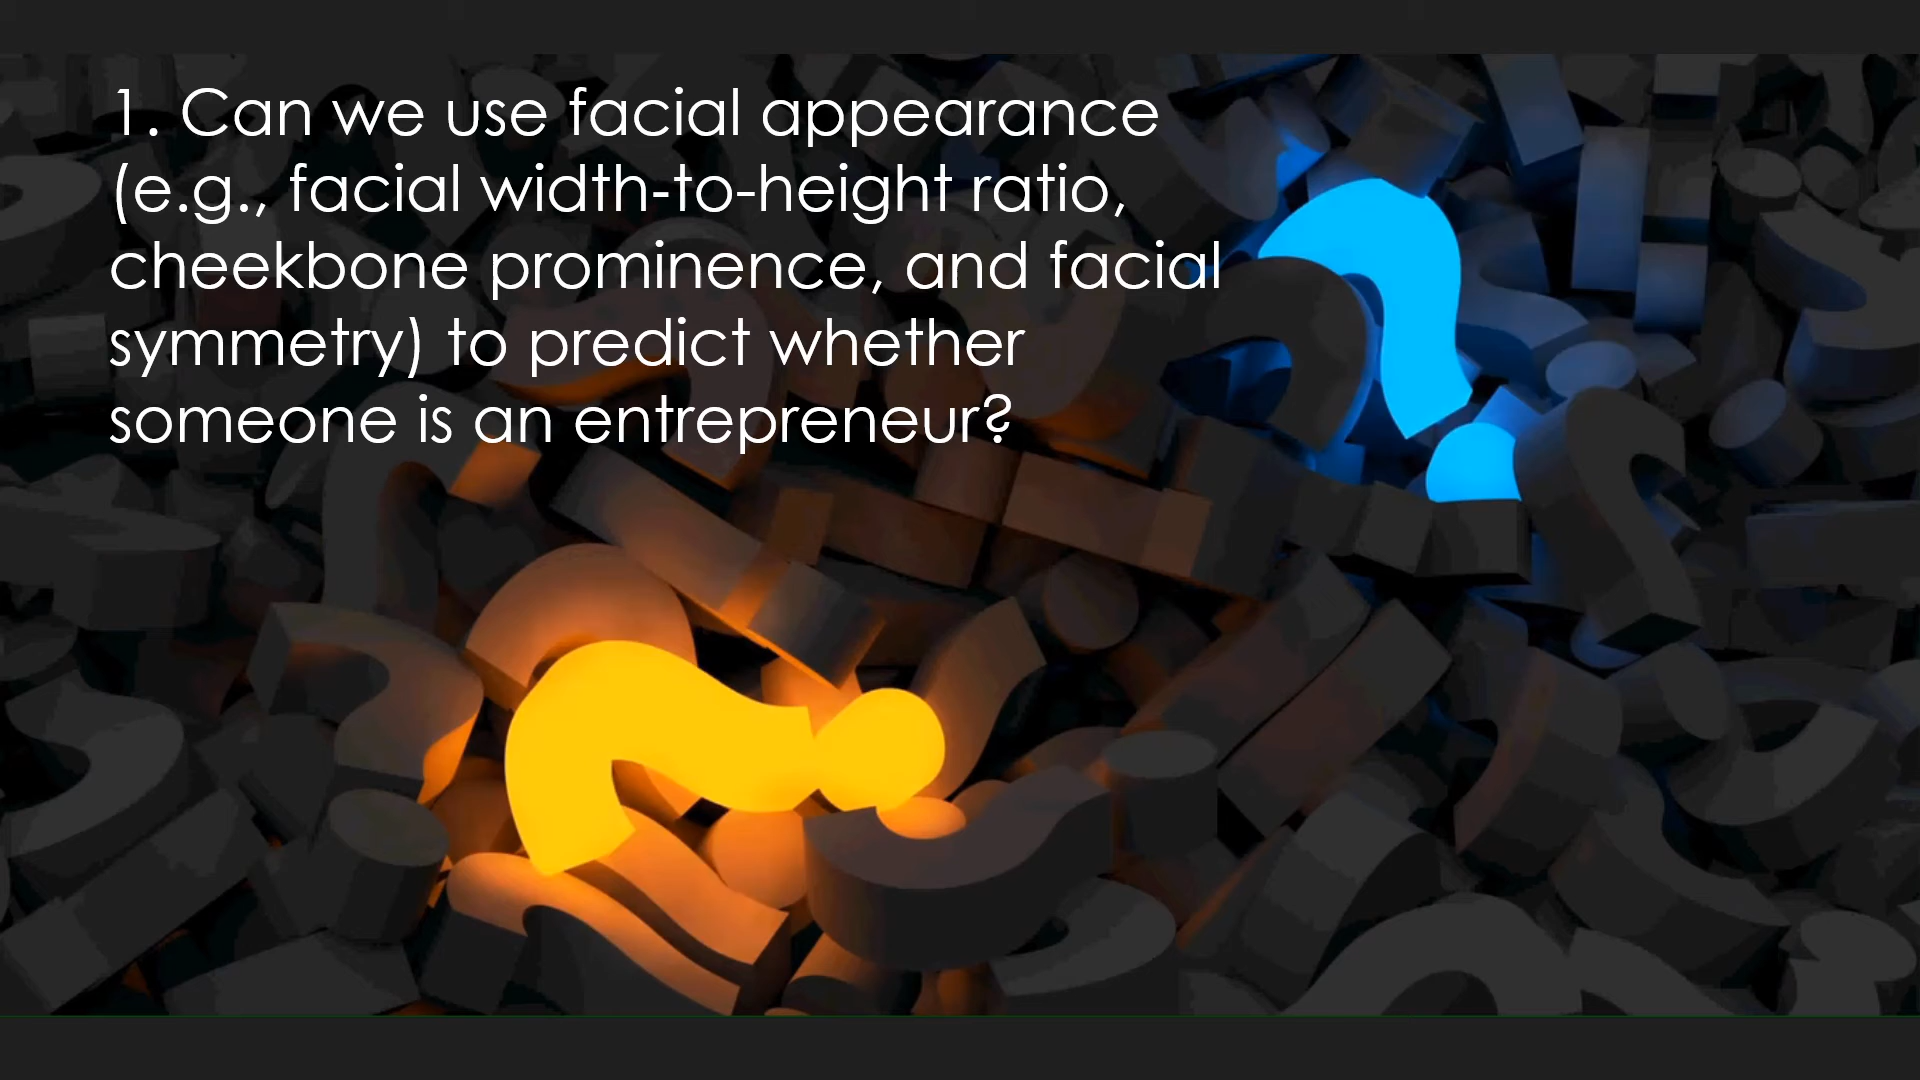 1. Can we use facial appearance
(e.g., facial width-to-height ratio,
cheekbone prominence, and facial
symmetry) to predict whether
someone is an entrepreneur?